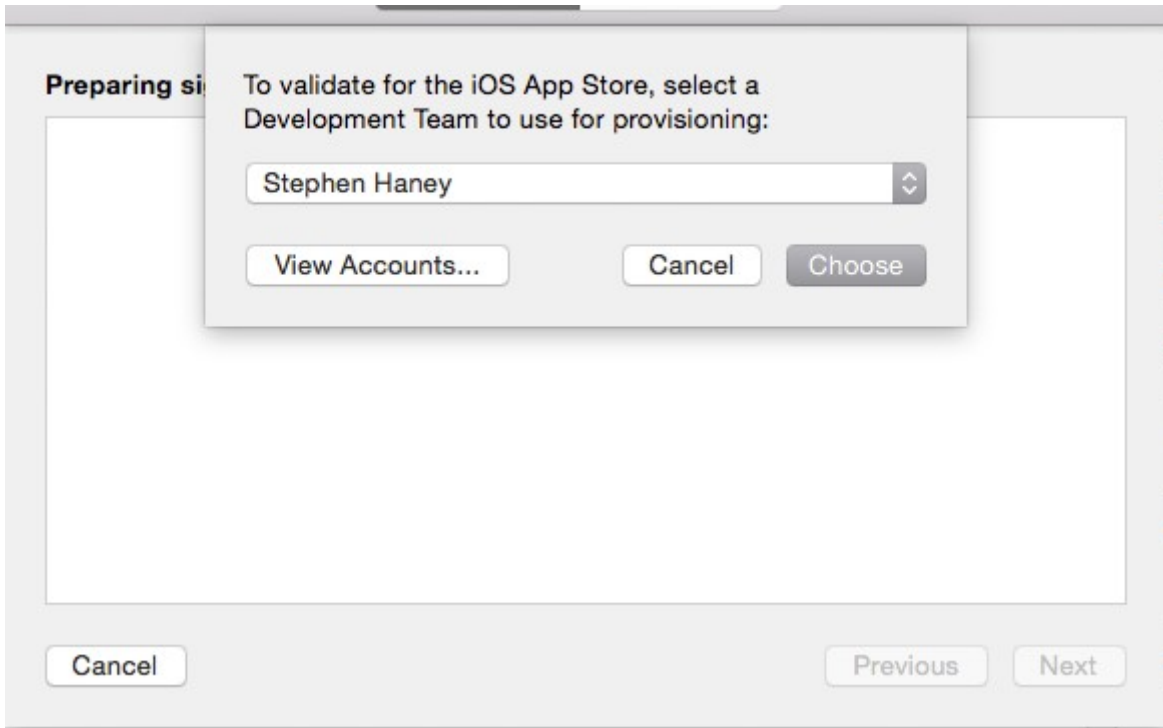 Preparing si
To validate for the iOS App Store, select a
Development Team to use for provisioning:
Stephen Haney
View Accounts...
Cancel
Choose
Cancel
Previous
Next